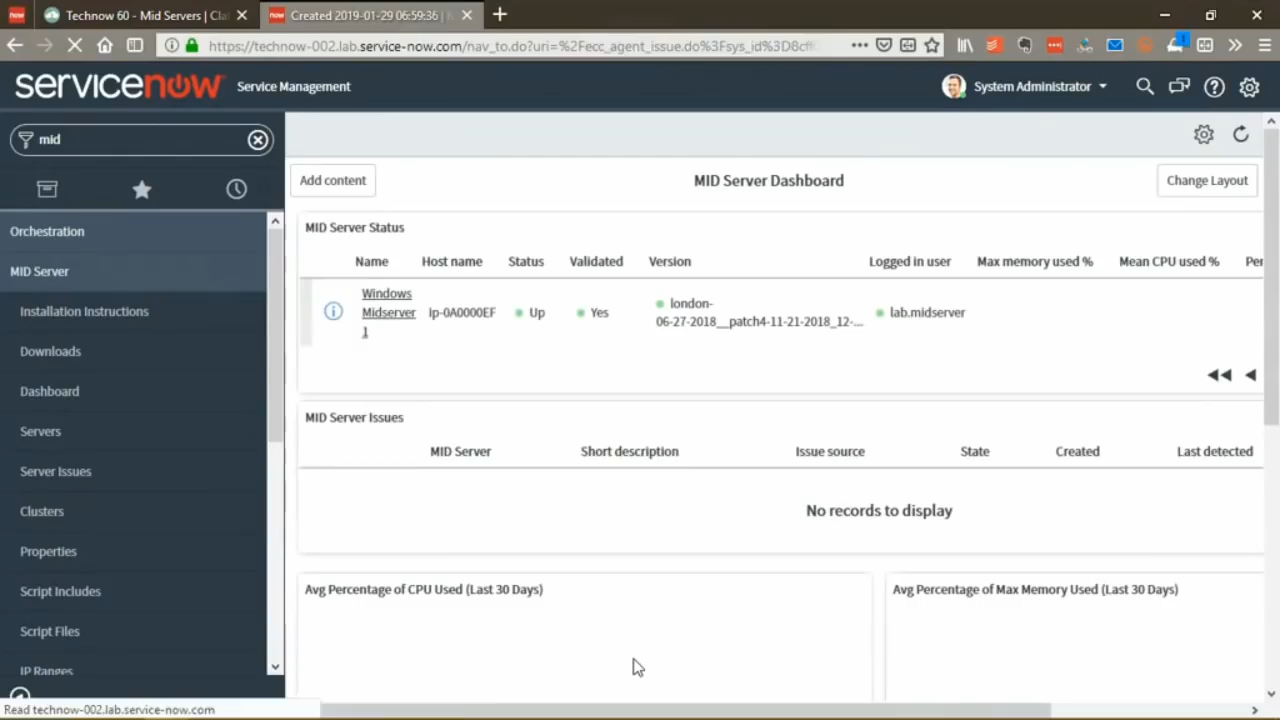 now
Technow 60 - Mid Servers | Cla
now
Created 2019-01-29 06:59:36 |
https://technow-002.lab.service-now.com/nav_to.do?uri=%2Fecc_agent_issue.do%3Fsys_id%3D8cf
servicenow
Service Management
System Administrator
mid
Orchestration
MID Server
Installation Instructions
Downloads
Dashboard
Servers
Server Issues
Clusters
Properties
Script Includes
Script Files
IP Ranges
Read technow-002.lab.service-now.com
Add content
MID Server Dashboard
Change Layout
MID Server Status
Name Host name Status Validated Version Logged in user Max memory used % Mean CPU used % Per
Windows
Midserver
1
ip-0A0000EF
Up
Yes
london-
06-27-2018__patch4-11-21-2018_12-...
lab.midserver
MID Server Issues
MID Server Short description Issue source State Created Last detected
No records to display
Avg Percentage of CPU Used (Last 30 Days)
Avg Percentage of Max Memory Used (Last 30 Days)